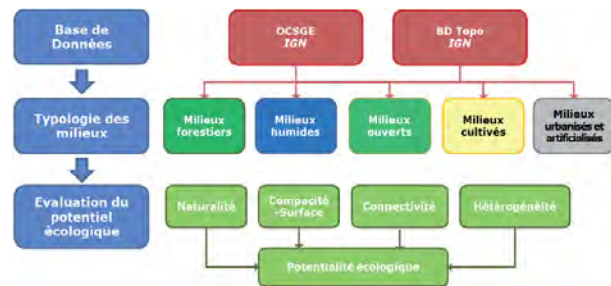 Base de
Données
OCSGE
IGN
BD Topo
IGN
Typologie des
milieux
Milieux
forestiers
Milieux
humides
Milieux
ouverts
Milieux
cultivés
Milieux
urbanisés et
artificialisés
Evaluation du
potentiel
écologique
Naturalité
Compocité
-Surface
Connectivité
Hétérogénéité
Potentialité écologique